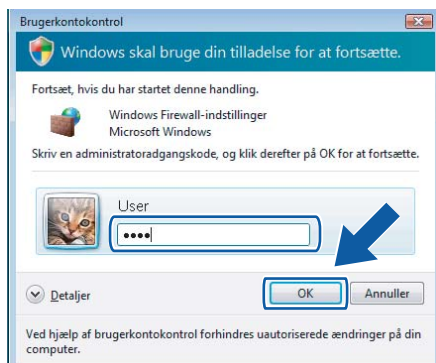 Brugerkontokontrol
Windows skal bruge din tilladelse for at fortsætte.
Fortsæt, hvis du har startet denne handling.
Windows Firewall-indstillinger
Microsoft Windows
Skriv en administratoradgangskode, og klik derefter på OK for at fortsætte.
User
••••
Detaljer
OK
Annuller
Ved hjælp af brugerkontokontrol forhindres uautoriserede ændringer på din
computer.